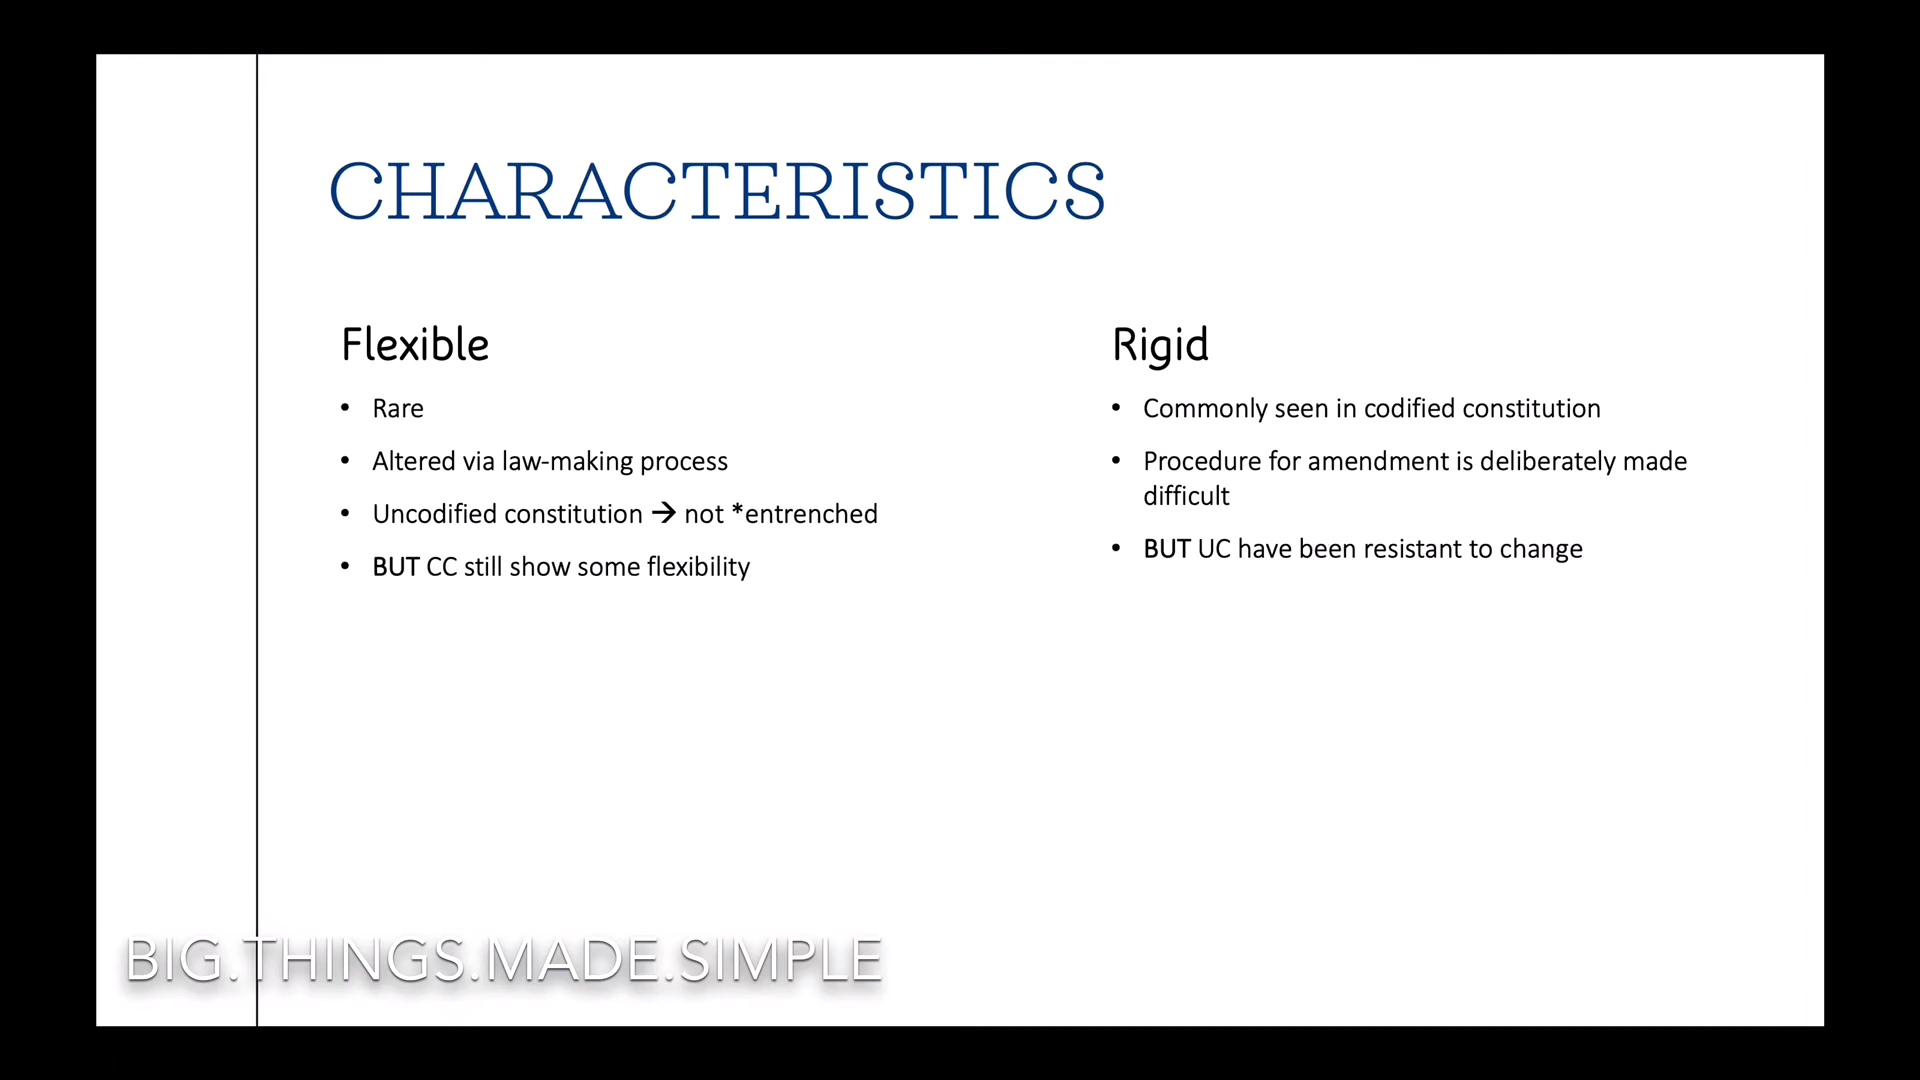 CHARACTERISTICS
Flexible
• Rare
• Altered via law-making process
• Uncodified constitution → not *entrenched
• BUT CC still show some flexibility
Rigid
• Commonly seen in codified constitution
• Procedure for amendment is deliberately made
difficult
• BUT UC have been resistant to change
BIG.THINGS.MADE.SIMPLE